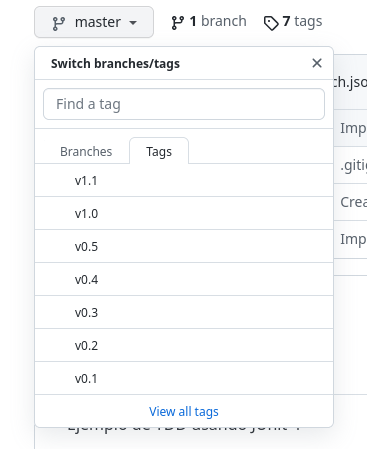 master 1 branch 7 tags
Switch branches/tags
Find a tag
Branches Tags
v1.1
v1.0
v0.5
v0.4
v0.3
v0.2
v0.1
View all tags
ch.jso
Imp
.giti
Crea
Imp
Ejemplo de TDD usando JUnit 4